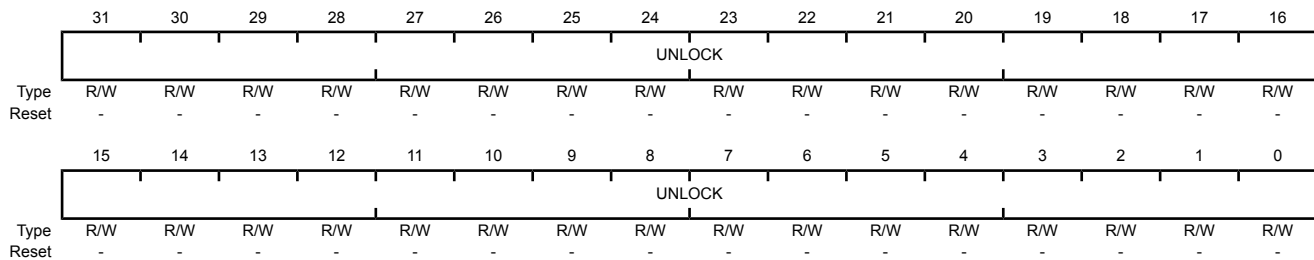 31 30 29 28 27 26 25 24 23 22 21 20 19 18 17 16
UNLOCK
Type R/W R/W R/W R/W R/W R/W R/W R/W R/W R/W R/W R/W R/W R/W R/W R/W
Reset - - - - - - - - - - - - - - - -
15 14 13 12 11 10 9 8 7 6 5 4 3 2 1 0
UNLOCK
Type R/W R/W R/W R/W R/W R/W R/W R/W R/W R/W R/W R/W R/W R/W R/W R/W
Reset - - - - - - - - - - - - - - - -